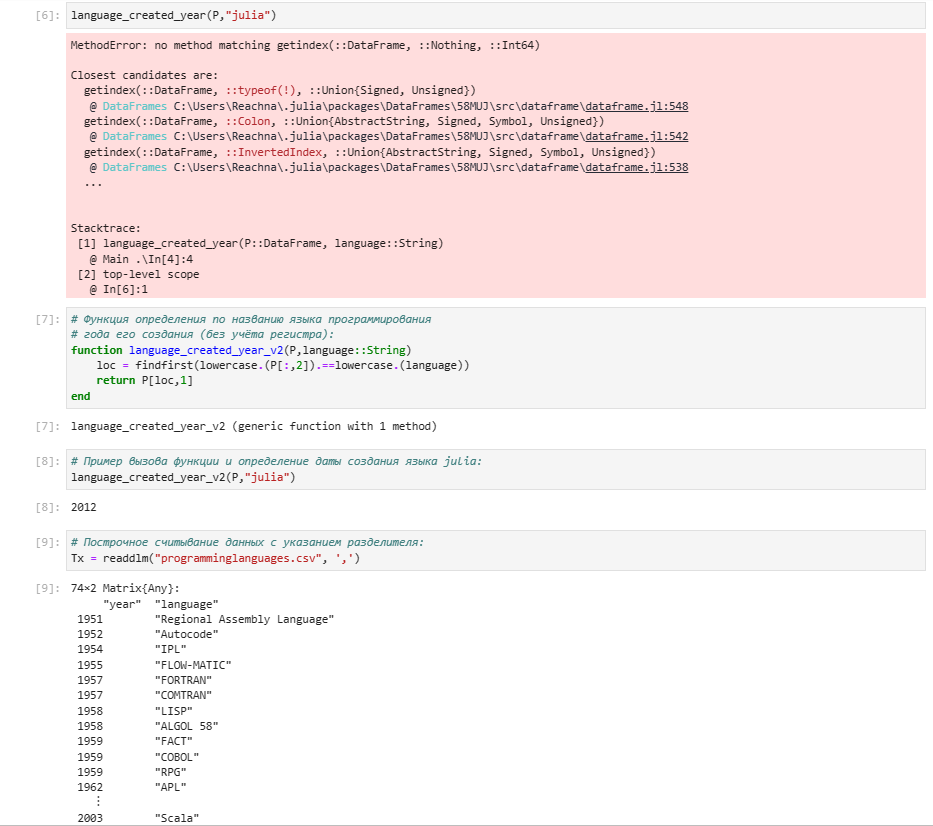 [6]: language_created_year(P,"julia")
MethodError: no method matching getindex(::DataFrame, ::Nothing, ::Int64)
Closest candidates are:
getindex(::DataFrame, ::typeof(!), ::Union{Signed, Unsigned})
@ DataFrames C:\Users\Reachna\.julia\packages\DataFrames\58MUJ\src\dataframe\dataframe.jl:548
getindex(::DataFrame, ::Colon, ::Union{AbstractString, Signed, Symbol, Unsigned})
@ DataFrames C:\Users\Reachna\.julia\packages\DataFrames\58MUJ\src\dataframe\dataframe.jl:542
getindex(::DataFrame, ::InvertedIndex, ::Union{AbstractString, Signed, Symbol, Unsigned})
@ DataFrames C:\Users\Reachna\.julia\packages\DataFrames\58MUJ\src\dataframe\dataframe.jl:538
...
Stacktrace:
[1] language_created_year(P::DataFrame, language::String)
@ Main .\In[4]:4
[2] top-level scope
@ In[6]:1
[7]: # Функция определения по названию языка программирования
# года его создания (без учёта регистра):
function language_created_year_v2(P,language::String)
loc = findfirst(lowercase.(P[:,2]).==lowercase.(language))
return P[loc,1]
end
[7]: language_created_year_v2 (generic function with 1 method)
[8]: # Пример вызова функции и определение даты создания языка julia:
language_created_year_v2(P,"julia")
[8]: 2012
[9]: # Построчное считывание данных с указанием разделителя:
Tx = readdlm("programminglanguages.csv", ',')
[9]: 74×2 Matrix{Any}:
"year" "language"
1951 "Regional Assembly Language"
1952 "Autocode"
1954 "IPL"
1955 "FLOW-MATIC"
1957 "FORTRAN"
1957 "COMTRAN"
1958 "LISP"
1958 "ALGOL 58"
1959 "FACT"
1959 "COBOL"
1959 "RPG"
1962 "APL"
⋮
2003 "Scala"